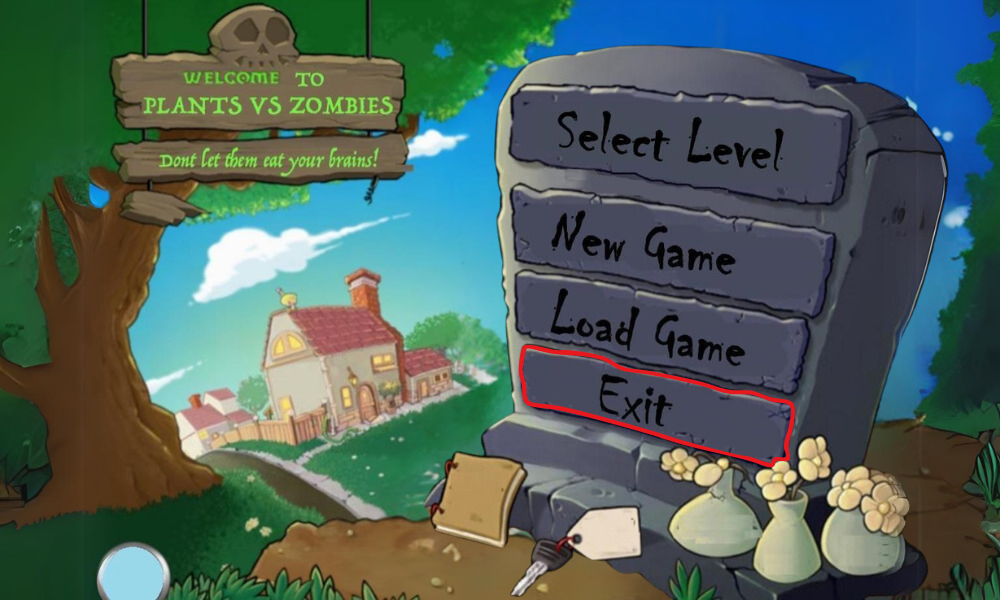 WELCOME TO
PLANTS VS ZOMBIES
Dont let them eat your brains!
Select Level
New Game
Load Game
Exit